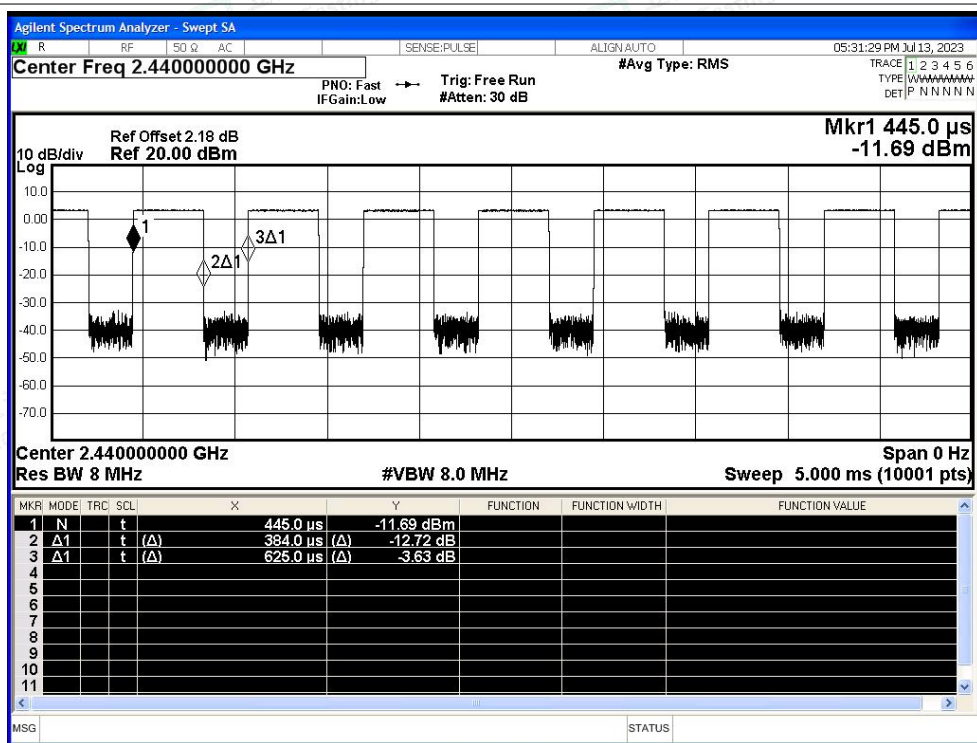 Agilent Spectrum Analyzer - Swept SA
LXI R RF 50 Ω AC SENSE:PULSE ALIGN AUTO 05:31:29 PM Jul 13, 2023
Center Freq 2.440000000 GHz
PNO: Fast
IFGain:Low
Trig: Free Run
#Atten: 30 dB
#Avg Type: RMS
TRACE 1 2 3 4 5 6
TYPE WWWWWW
DET P N N N N N
Mkr1 445.0 µs
-11.69 dBm
Ref Offset 2.18 dB
10 dB/div Ref 20.00 dBm
Log
10.0
0.00
-10.0
-20.0
-30.0
-40.0
-50.0
-60.0
-70.0
1
2Δ1
3Δ1
Center 2.440000000 GHz Span 0 Hz
Res BW 8 MHz #VBW 8.0 MHz Sweep 5.000 ms (10001 pts)
MKR MODE TRC SCL X Y FUNCTION FUNCTION WIDTH FUNCTION VALUE
1 N t 445.0 µs -11.69 dBm
2 Δ1 t (Δ) 384.0 µs (Δ) -12.72 dB
3 Δ1 t (Δ) 625.0 µs (Δ) -3.63 dB
4
5
6
7
8
9
10
11
MSG STATUS